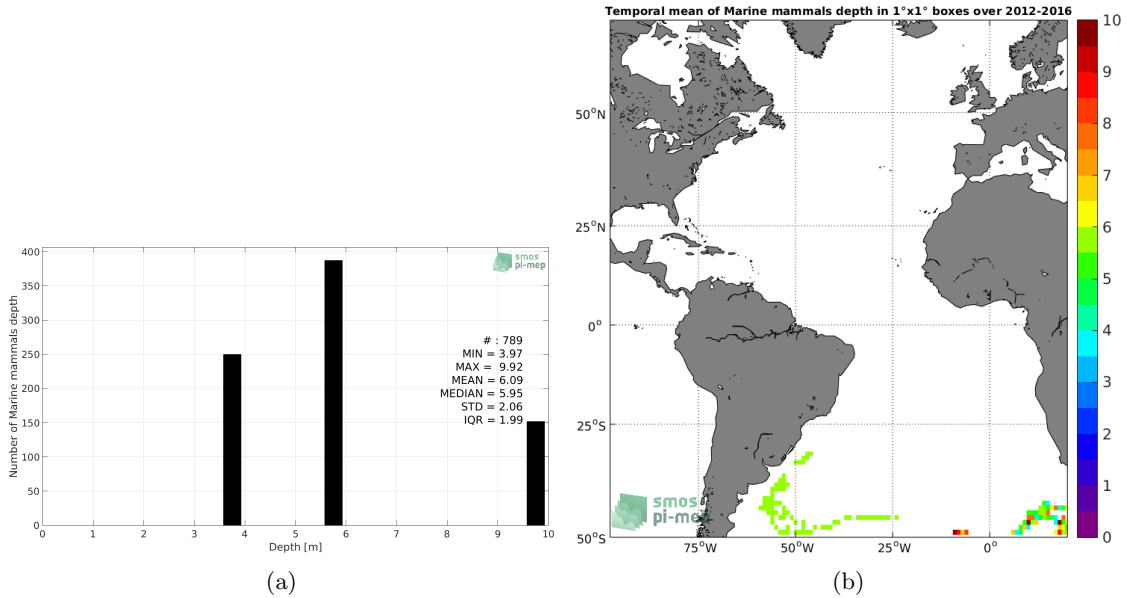 400
350
300
250
200
150
100
50
0
Number of Marine mammals depth
smos
pi-mep
# : 789
MIN = 3.97
MAX = 9.92
MEAN = 6.09
MEDIAN = 5.95
STD = 2.06
IQR = 1.99
0 1 2 3 4 5 6 7 8 9 10
Depth [m]
(a)
Temporal mean of Marine mammals depth in 1°x1° boxes over 2012-2016
50°N
25°N
0°
25°S
50°S
smos
pi-mep
75°W 50°W 25°W 0°
10
9
8
7
6
5
4
3
2
1
0
(b)